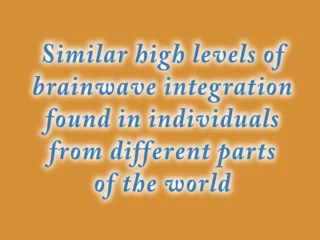 Similar high levels of
brainwave integration
found in individuals
from different parts
of the world